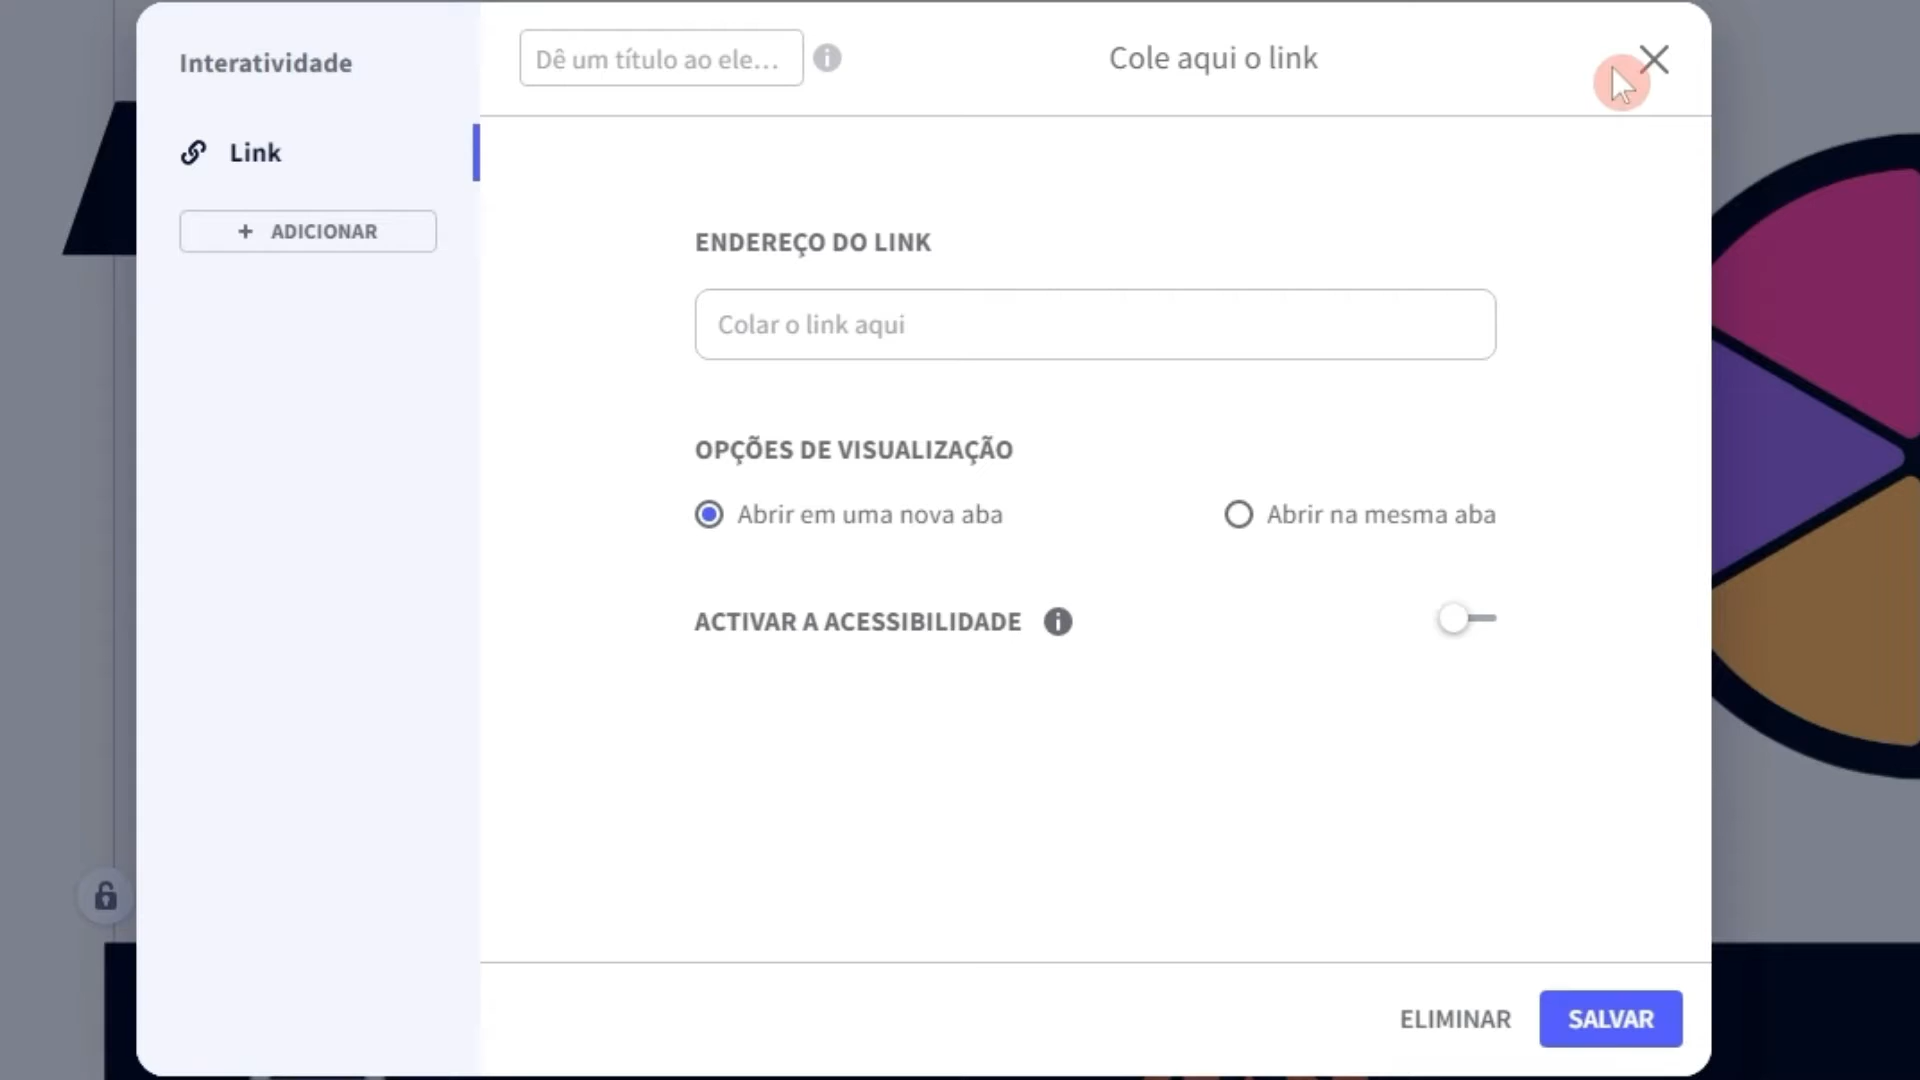 Interatividade
Dê um título ao ele...
Cole aqui o link
Link
+ ADICIONAR
ENDEREÇO DO LINK
Colar o link aqui
OPÇÕES DE VISUALIZAÇÃO
Abrir em uma nova aba
Abrir na mesma aba
ACTIVAR A ACESSIBILIDADE
ELIMINAR
SALVAR